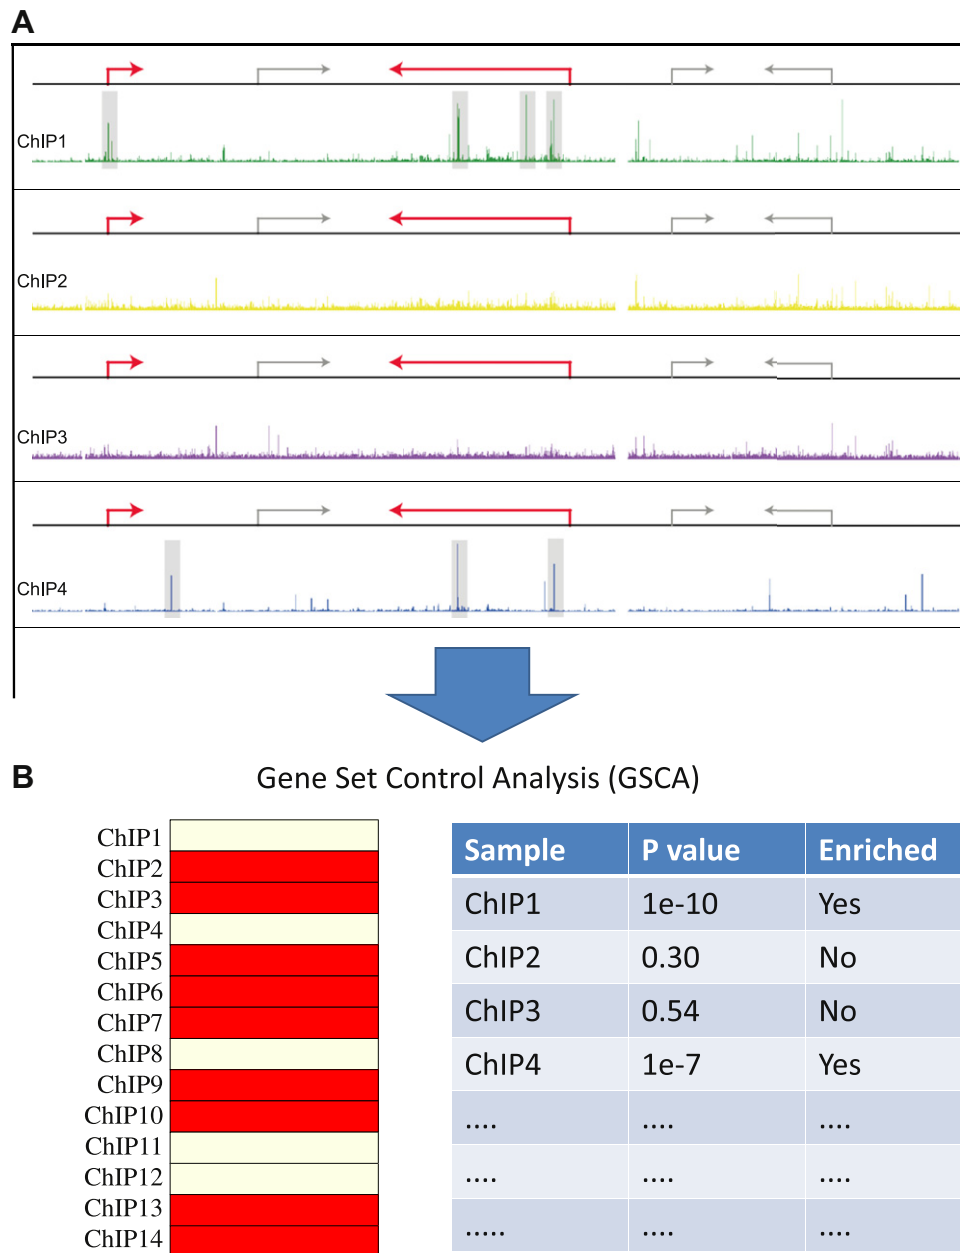 A
ChIP1
ChIP2
ChIP3
ChIP4
B
Gene Set Control Analysis (GSCA)
ChIP1
ChIP2
ChIP3
ChIP4
ChIP5
ChIP6
ChIP7
ChIP8
ChIP9
ChIP10
ChIP11
ChIP12
ChIP13
ChIP14
Sample P value Enriched
ChIP1 1e-10 Yes
ChIP2 0.30 No
ChIP3 0.54 No
ChIP4 1e-7 Yes
.... .... ....
.... .... ....
..... .... ....